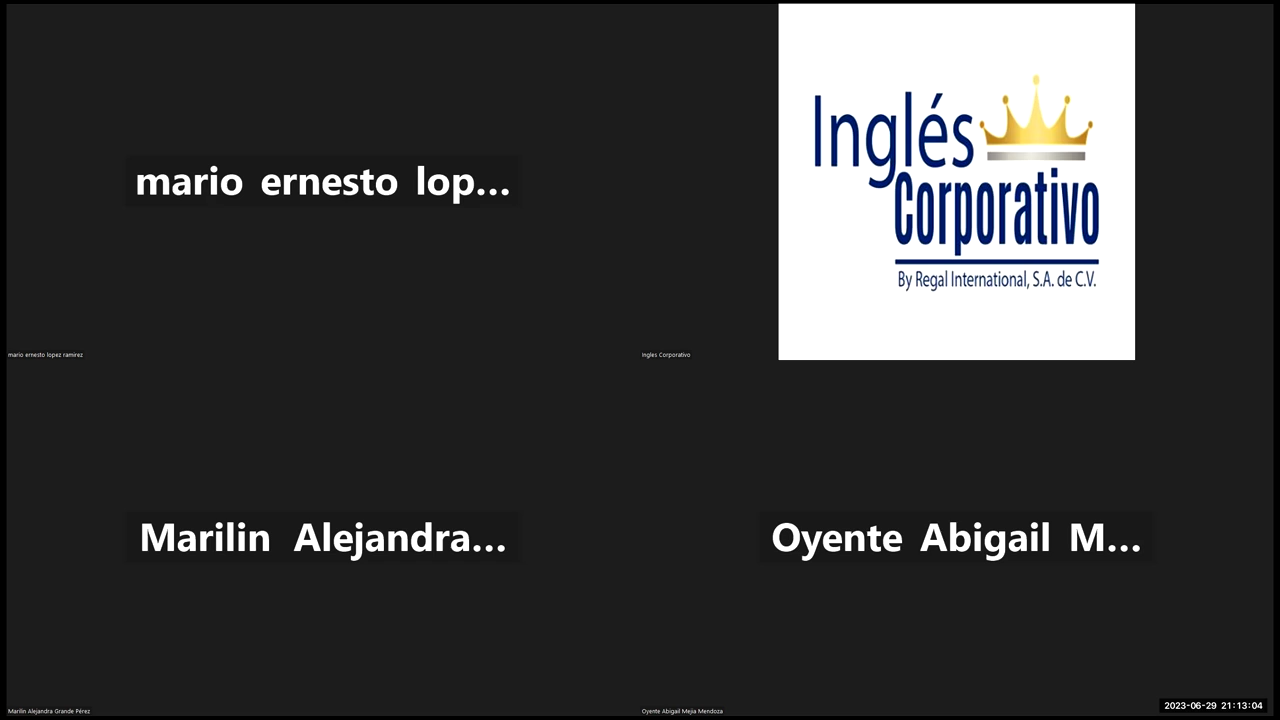 mario ernesto lop...
Inglés
Corporativo
By Regal International, S.A. de C.V.
mario ernesto lopez ramirez
Ingles Corporativo
Marilin Alejandra...
Oyente Abigail M...
Marilin Alejandra Grande Pérez
Oyente Abigail Mejia Mendoza
2023-06-29 21:13:04